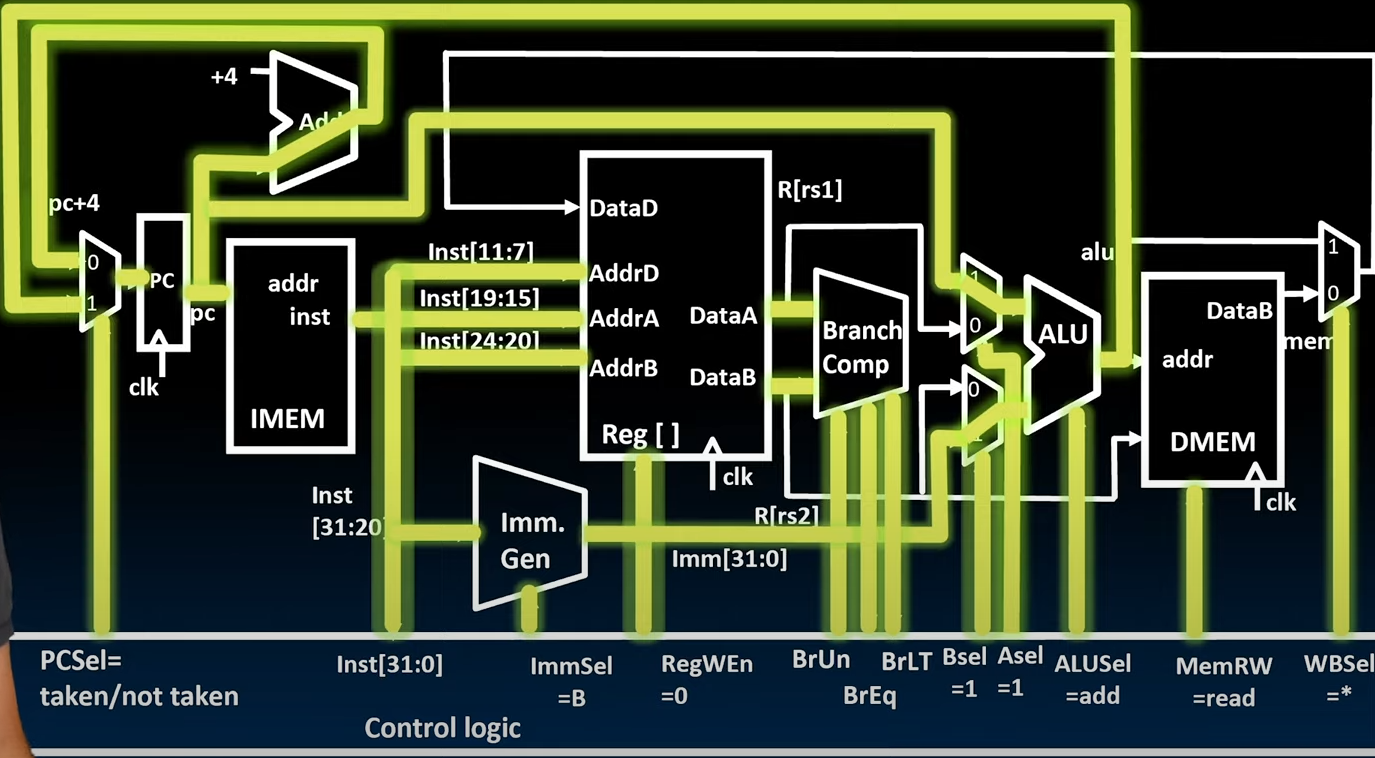 +4
Add
pc+4
R[rs1]
DataD
Inst[11:7]
alu
0
1
PC
addr
AddrD
1
1
inst
Inst[19:15]
AddrA
DataA
0
ALU
DataB
0
pc
Inst[24:20]
Branch
Comp
mem
clk
AddrB
DataB
0
addr
1
IMEM
Reg [ ]
DMEM
clk
clk
Inst
[31:20]
Imm.
Gen
R[rs2]
Imm[31:0]
PCSel=
taken/not taken
Inst[31:0]
ImmSel
=B
RegWEn
=0
BrUn
BrEq
BrLT
Bsel
=1
Asel
=1
ALUSel
=add
MemRW
=read
WBSel
=*
Control logic